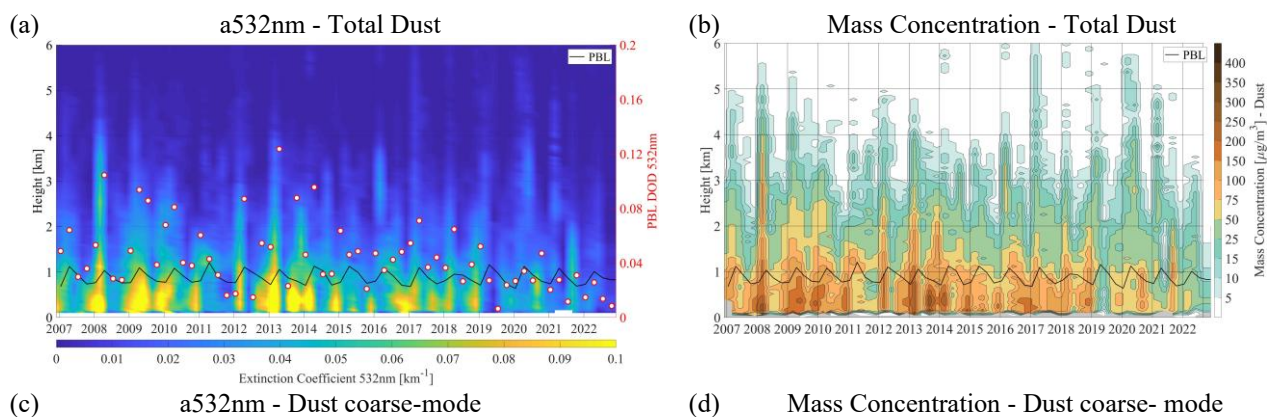 (a) a532nm - Total Dust
(b) Mass Concentration - Total Dust
PBL
6
5
4
3
2
1
0
Height [km]
0.2
0.16
0.12
0.08
0.04
0
PBL DOD 532nm
2007 2008 2009 2010 2011 2012 2013 2014 2015 2016 2017 2018 2019 2020 2021 2022
0 0.01 0.02 0.03 0.04 0.05 0.06 0.07 0.08 0.09 0.1
Extinction Coefficient 532nm [km-1]
PBL
6
5
4
3
2
1
0
Height [km]
2007 2008 2009 2010 2011 2012 2013 2014 2015 2016 2017 2018 2019 2020 2021 2022
400
350
300
250
200
150
100
75
50
25
15
10
5
Mass Concentration [μg/m3] - Dust
(c) a532nm - Dust coarse-mode
(d) Mass Concentration - Dust coarse- mode